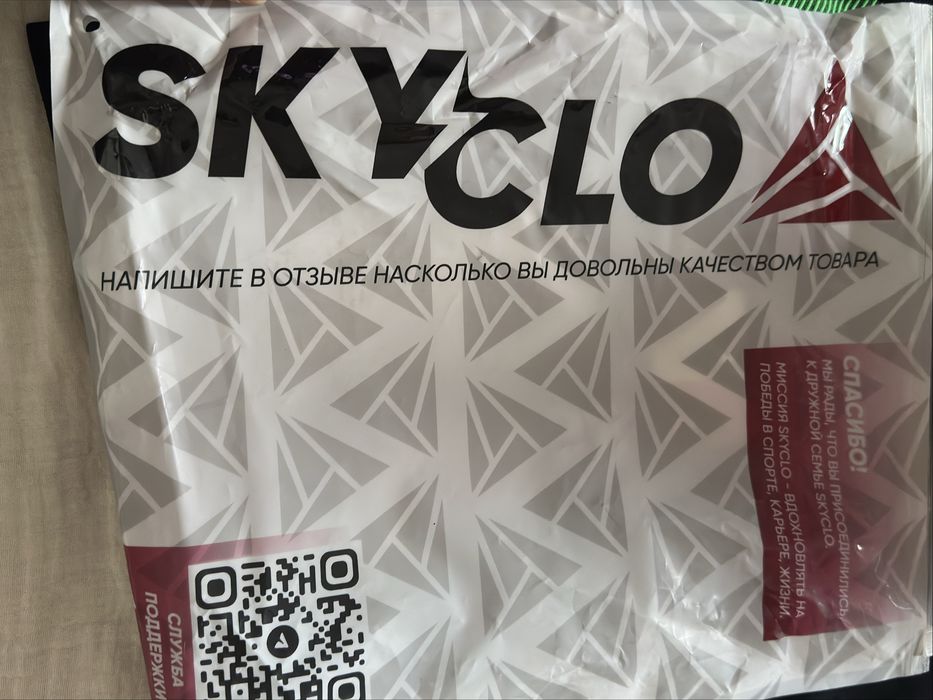 SKYCLO
НАПИШИТЕ В ОТЗЫВЕ НАСКОЛЬКО ВЫ ДОВОЛЬНЫ КАЧЕСТВОМ ТОВАРА
СПАСИБО!
МЫ РАДЫ, ЧТО ВЫ ПРИСОЕДИНИЛИСЬ
К ДРУЖНОЙ СЕМЬЕ SKYCLO.
МИССИЯ SKYCLO - ВДОХНОВЛЯТЬ НА
ПОБЕДЫ В СПОРТЕ, КАРЬЕРЕ, ЖИЗНИ.
СЛУЖБА
ПОДДЕРЖКИ